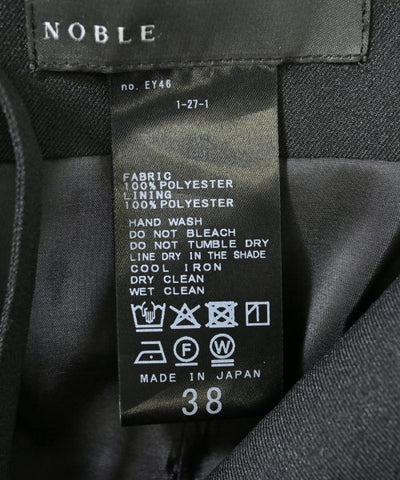 NOBLE
no. EY46
1-27-1
FABRIC
100% POLYESTER
LINING
100% POLYESTER
HAND WASH
DO NOT BLEACH
DO NOT TUMBLE DRY
LINE DRY IN THE SHADE
COOL IRON
DRY CLEAN
WET CLEAN
F W
MADE IN JAPAN
38